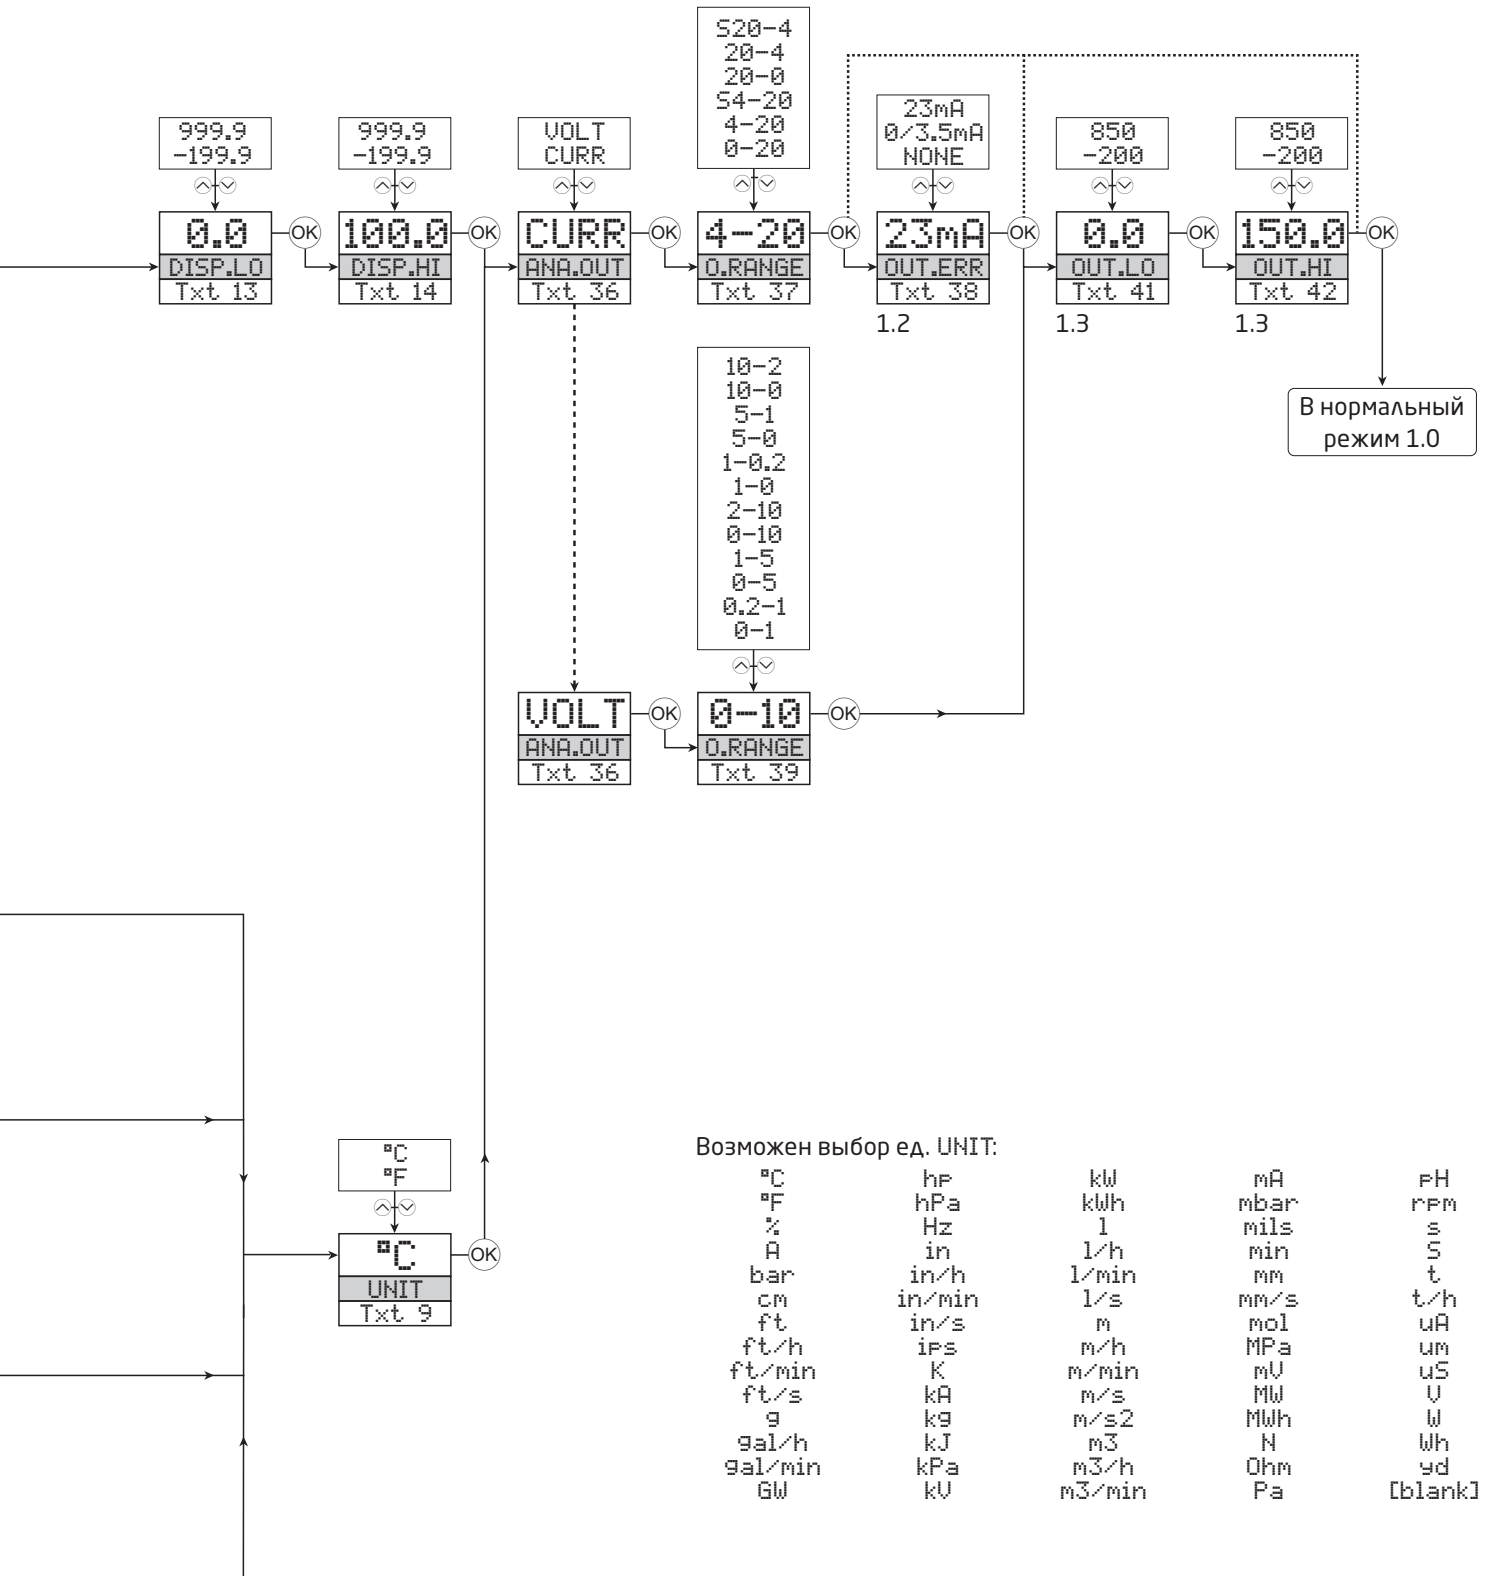 S20-4
20-4
20-0
S4-20
4-20
0-20
999.9
-199.9
999.9
-199.9
VOLT
CURR
23mA
0/3.5mA
NONE
850
-200
850
-200
0.0
OK
DISP.LO
Txt 13
100.0
OK
DISP.HI
Txt 14
CURR
OK
ANA.OUT
Txt 36
4-20
OK
O.RANGE
Txt 37
23mA
OK
OUT.ERR
Txt 38
1.2
0.0
OK
OUT.LO
Txt 41
1.3
150.0
OK
OUT.HI
Txt 42
1.3
В нормальный
режим 1.0
10-2
10-0
5-1
5-0
1-0.2
1-0
2-10
0-10
1-5
0-5
0.2-1
0-1
VOLT
OK
ANA.OUT
Txt 36
0-10
OK
O.RANGE
Txt 39
°C
°F
°C
OK
UNIT
Txt 9
Возможен выбор ед. UNIT:
°C hp kW mA pH
°F hPa kWh mbar rpm
% Hz l mils s
A in l/h min S
bar in/h l/min mm t
cm in/min l/s mm/s t/h
ft in/s m mol uA
ft/h ips m/h MPa um
ft/min K m/min mV uS
ft/s kA m/s MW V
g kg m/s2 MWh W
gal/h kJ m3 N Wh
gal/min kPa m3/h Ohm yd
GW kV m3/min Pa [blank]